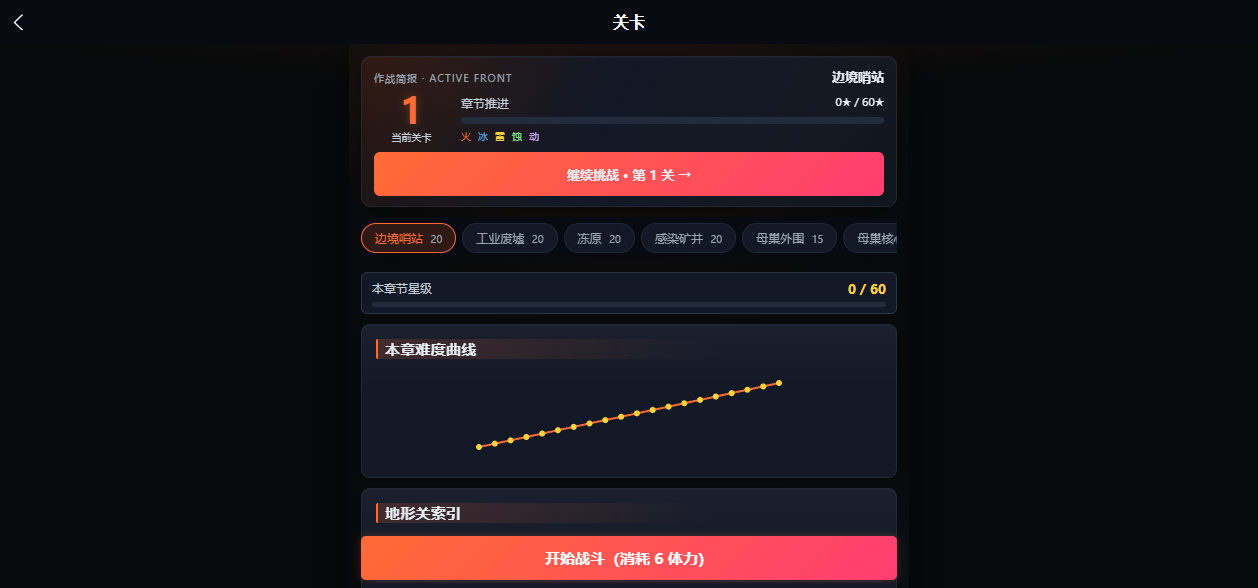 关卡
作战简报 · ACTIVE FRONT
边境哨站
1
当前关卡
章节推进
0★ / 60★
火 冰 雷 蚀 动
继续挑战 • 第 1 关 →
边境哨站 20
工业废墟 20
冻原 20
感染矿井 20
母巢外围 15
母巢核
本章节星级
0 / 60
本章难度曲线
地形关索引
开始战斗 (消耗 6 体力)